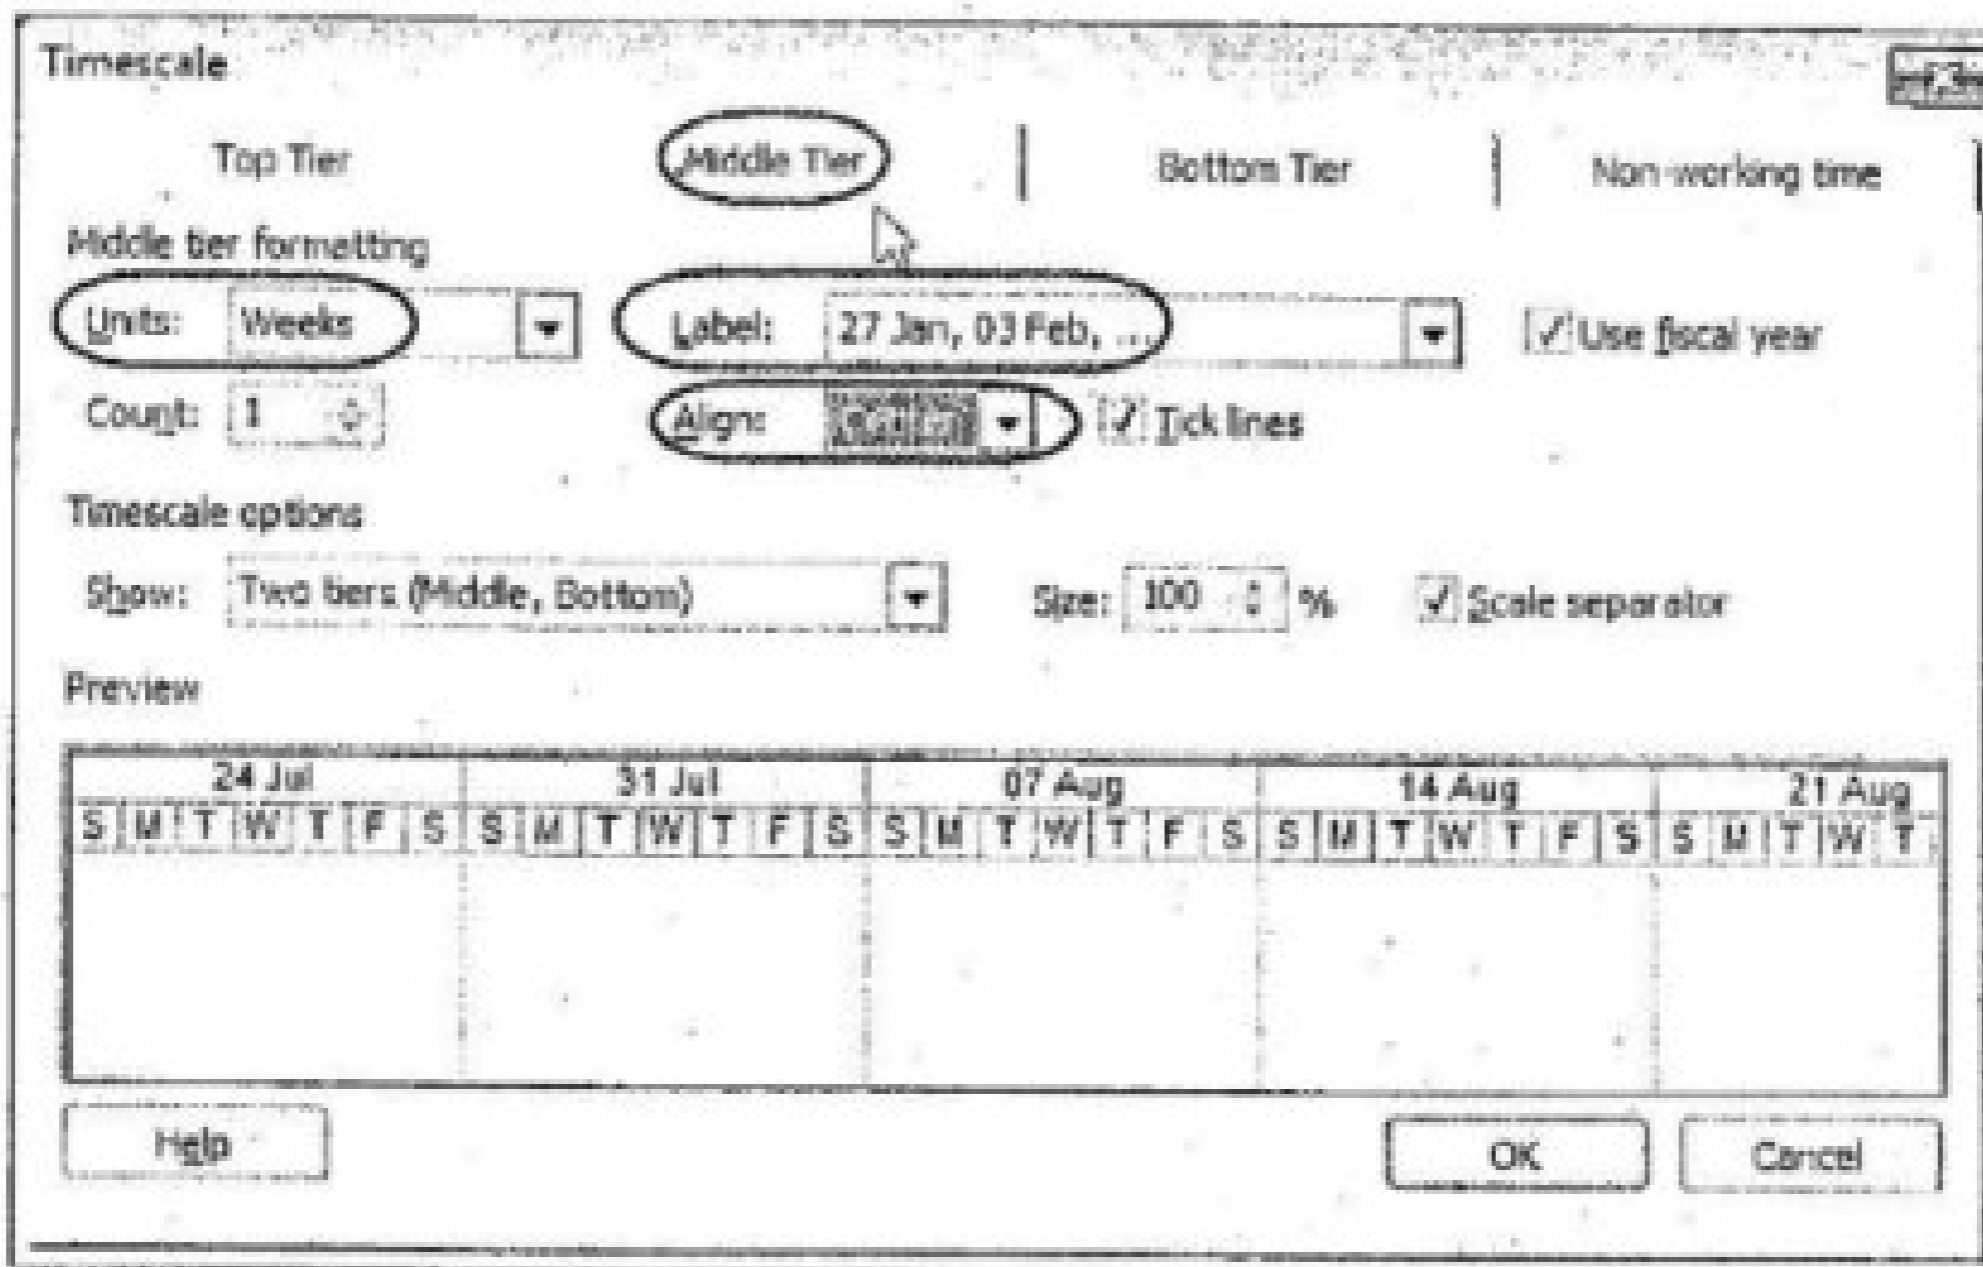 Timescale
Top Tier Middle Tier Bottom Tier Non-working time
Middle tier formatting
Units: Weeks Label: 27 Jan, 03 Feb, ... Use fiscal year
Count: 1 Align: Tick lines
Timescale options
Show: Two tiers (Middle, Bottom) Size: 100 % Scale separator
Preview
24 Jul 31 Jul 07 Aug 14 Aug 21 Aug
S M T W T F S S M T W T F S S M T W T F S S M T W T F S S M T W T
Help OK Cancel